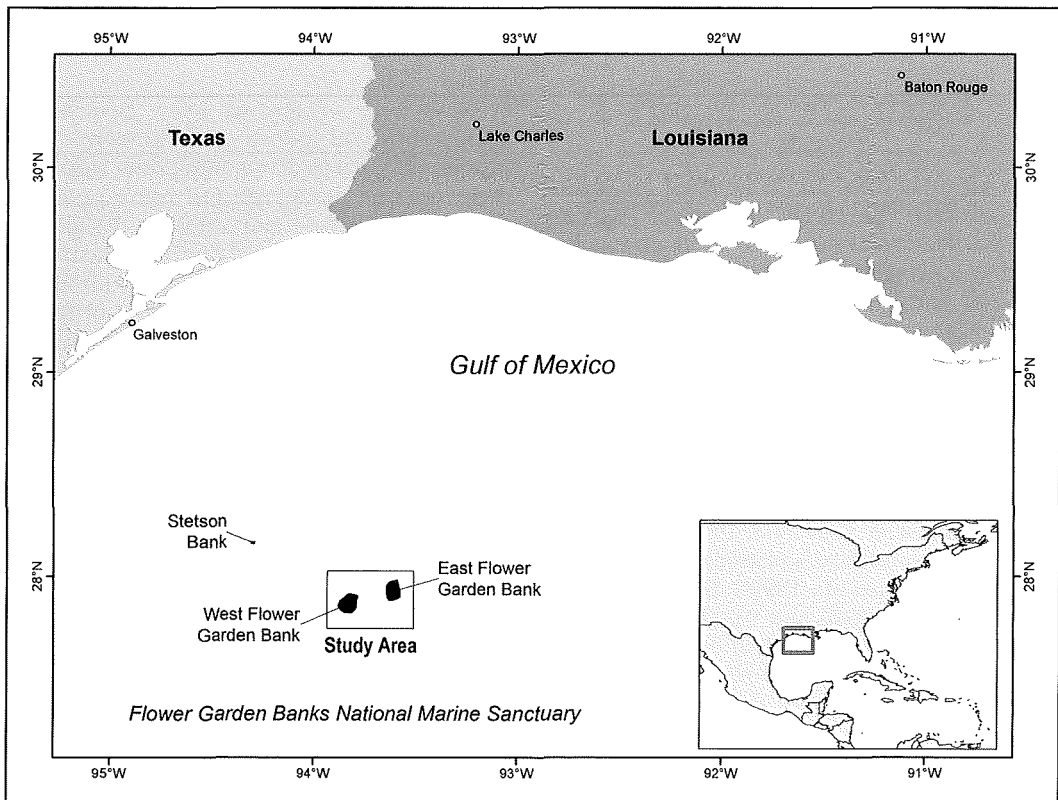 95°W
94°W
93°W
92°W
91°W
Baton Rouge
Lake Charles
Texas
Louisiana
30°N
30°N
Galveston
29°N
Gulf of Mexico
29°N
Stetson
Bank
28°N
East Flower
Garden Bank
28°N
West Flower
Garden Bank
Study Area
Flower Garden Banks National Marine Sanctuary
95°W
94°W
93°W
92°W
91°W